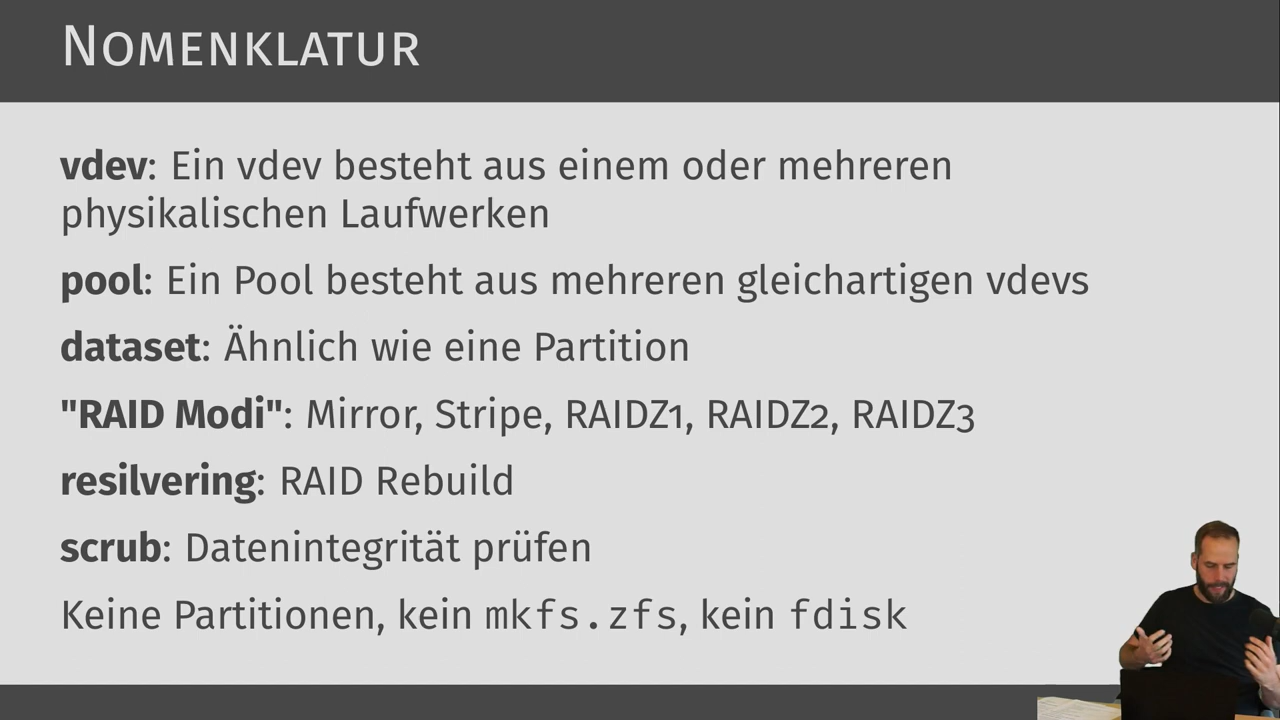 Nomenklatur
vdev: Ein vdev besteht aus einem oder mehreren
physikalischen Laufwerken
pool: Ein Pool besteht aus mehreren gleichartigen vdevs
dataset: Ähnlich wie eine Partition
"RAID Modi": Mirror, Stripe, RAIDZ1, RAIDZ2, RAIDZ3
resilvering: RAID Rebuild
scrub: Datenintegrität prüfen
Keine Partitionen, kein mkfs.zfs, kein fdisk